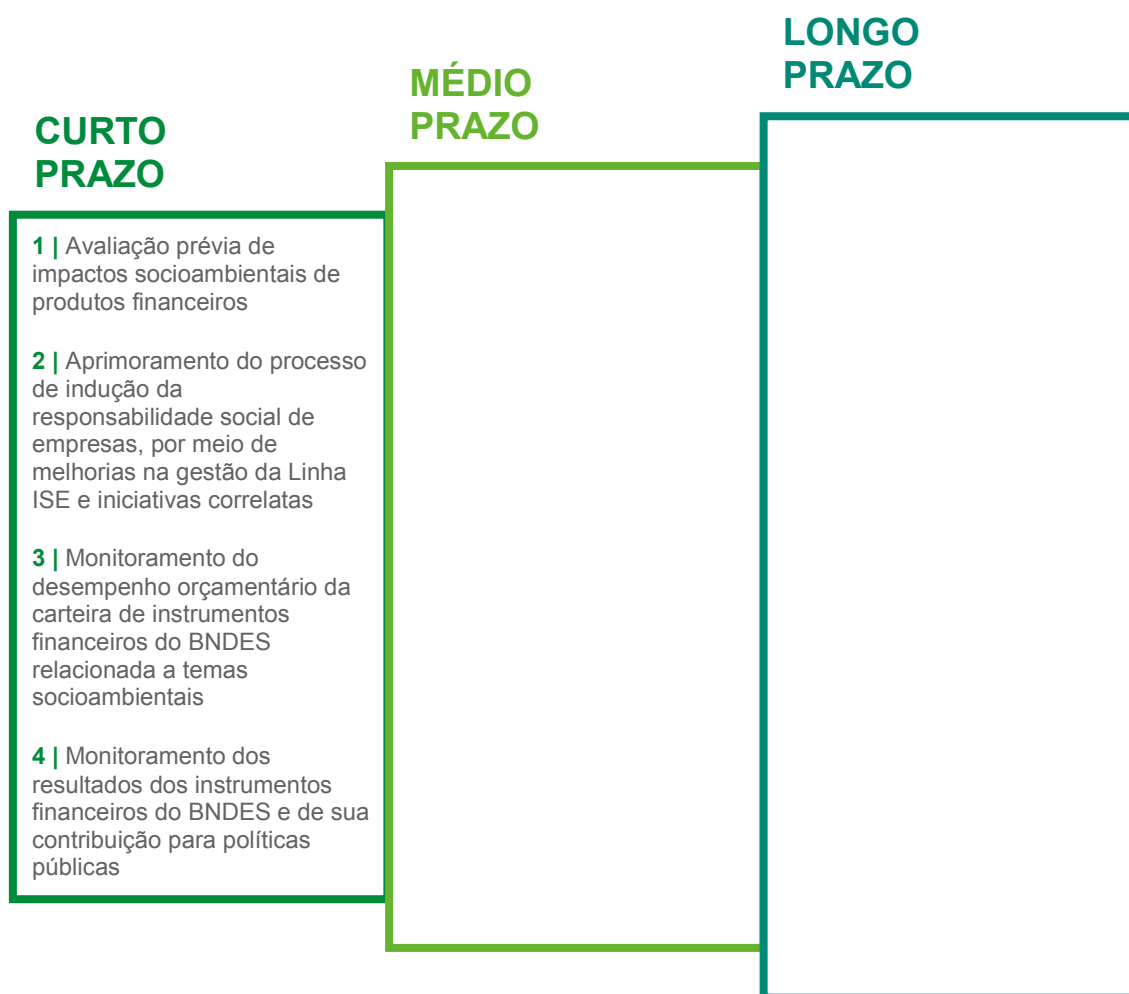 CURTO
PRAZO
1 | Avaliação prévia de
impactos socioambientais de
produtos financeiros
2 | Aprimoramento do processo
de indução da
responsabilidade social de
empresas, por meio de
melhorias na gestão da Linha
ISE e iniciativas correlatas
3 | Monitoramento do
desempenho orçamentário da
carteira de instrumentos
financeiros do BNDES
relacionada a temas
socioambientais
4 | Monitoramento dos
resultados dos instrumentos
financeiros do BNDES e de sua
contribuição para políticas
públicas
MÉDIO
PRAZO
LONGO
PRAZO